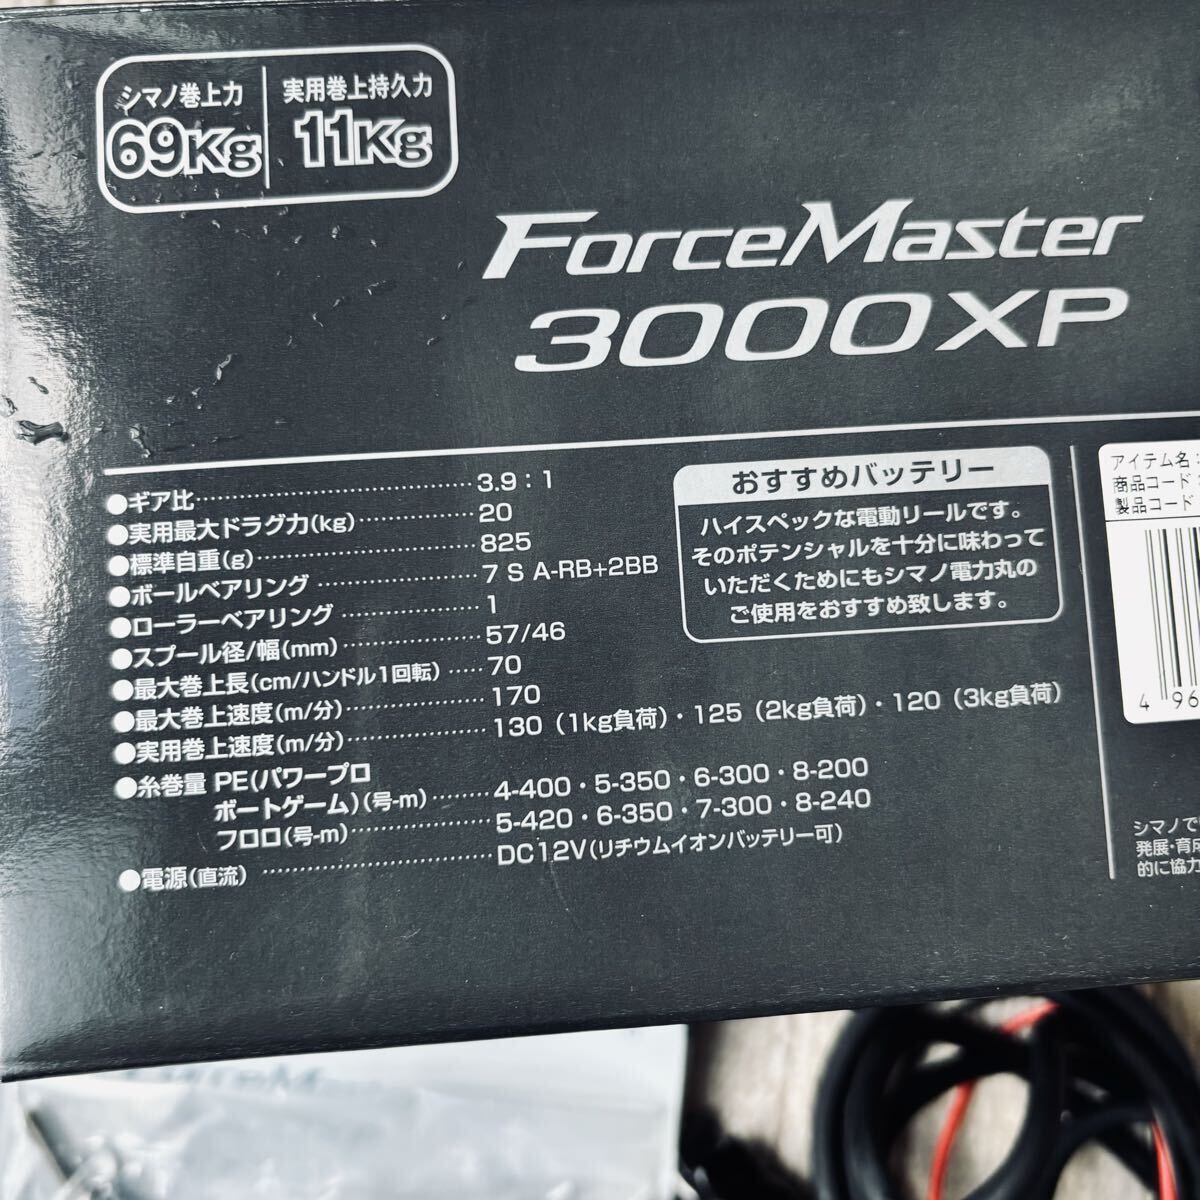 シマノ巻上力
69Kg
実用巻上持久力
11Kg
ForceMaster
3000XP
●ギア比 3.9:1
●実用最大ドラグ力(kg) 20
●標準自重(g) 825
●ボールベアリング 7 S A-RB+2BB
●ローラーベアリング 1
●スプール径/幅(mm) 57/46
●最大巻上長(cm/ハンドル1回転) 70
●最大巻上速度(m/分) 170
●実用巻上速度(m/分) 130(1kg負荷)・125(2kg負荷)・120(3kg負荷)
●糸巻量 PE(パワープロ
ボートゲーム)(号-m) 4-400・5-350・6-300・8-200
フロロ(号-m) 5-420・6-350・7-300・8-240
●電源(直流) DC12V(リチウムイオンバッテリー可)
おすすめバッテリー
ハイスペックな電動リールです。
そのポテンシャルを十分に味わって
いただくためにもシマノ電力丸の
ご使用をおすすめ致します。
アイテム名:
商品コード:
製品コード:
4 96
シマノで
発展・育成
的に協力
ForceMaster